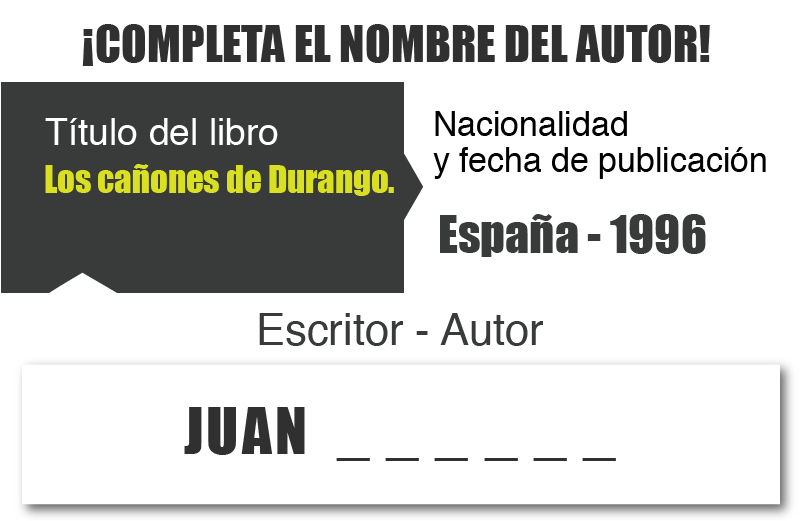 ¡COMPLETA EL NOMBRE DEL AUTOR!
Título del libro
Los cañones de Durango.
Nacionalidad
y fecha de publicación
España - 1996
Escritor - Autor
JUAN _ _ _ _ _ _